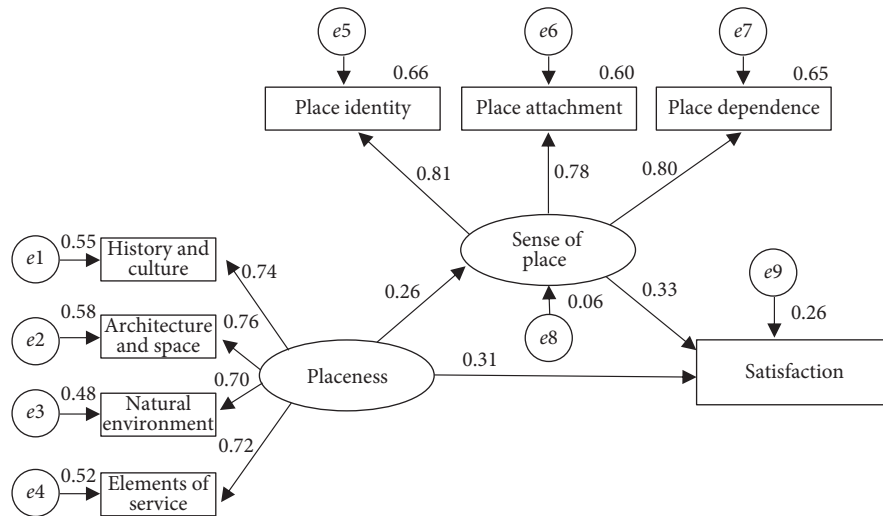 e5
e6
e7
0.66
0.60
0.65
Place identity
Place attachment
Place dependence
0.81
0.78
0.80
Sense of
place
e1
0.55
History and
culture
0.74
0.26
0.06
e8
0.33
e9
0.26
e2
0.58
Architecture
and space
0.76
Placeness
0.31
Satisfaction
e3
0.48
Natural
environment
0.70
e4
0.52
Elements of
service
0.72